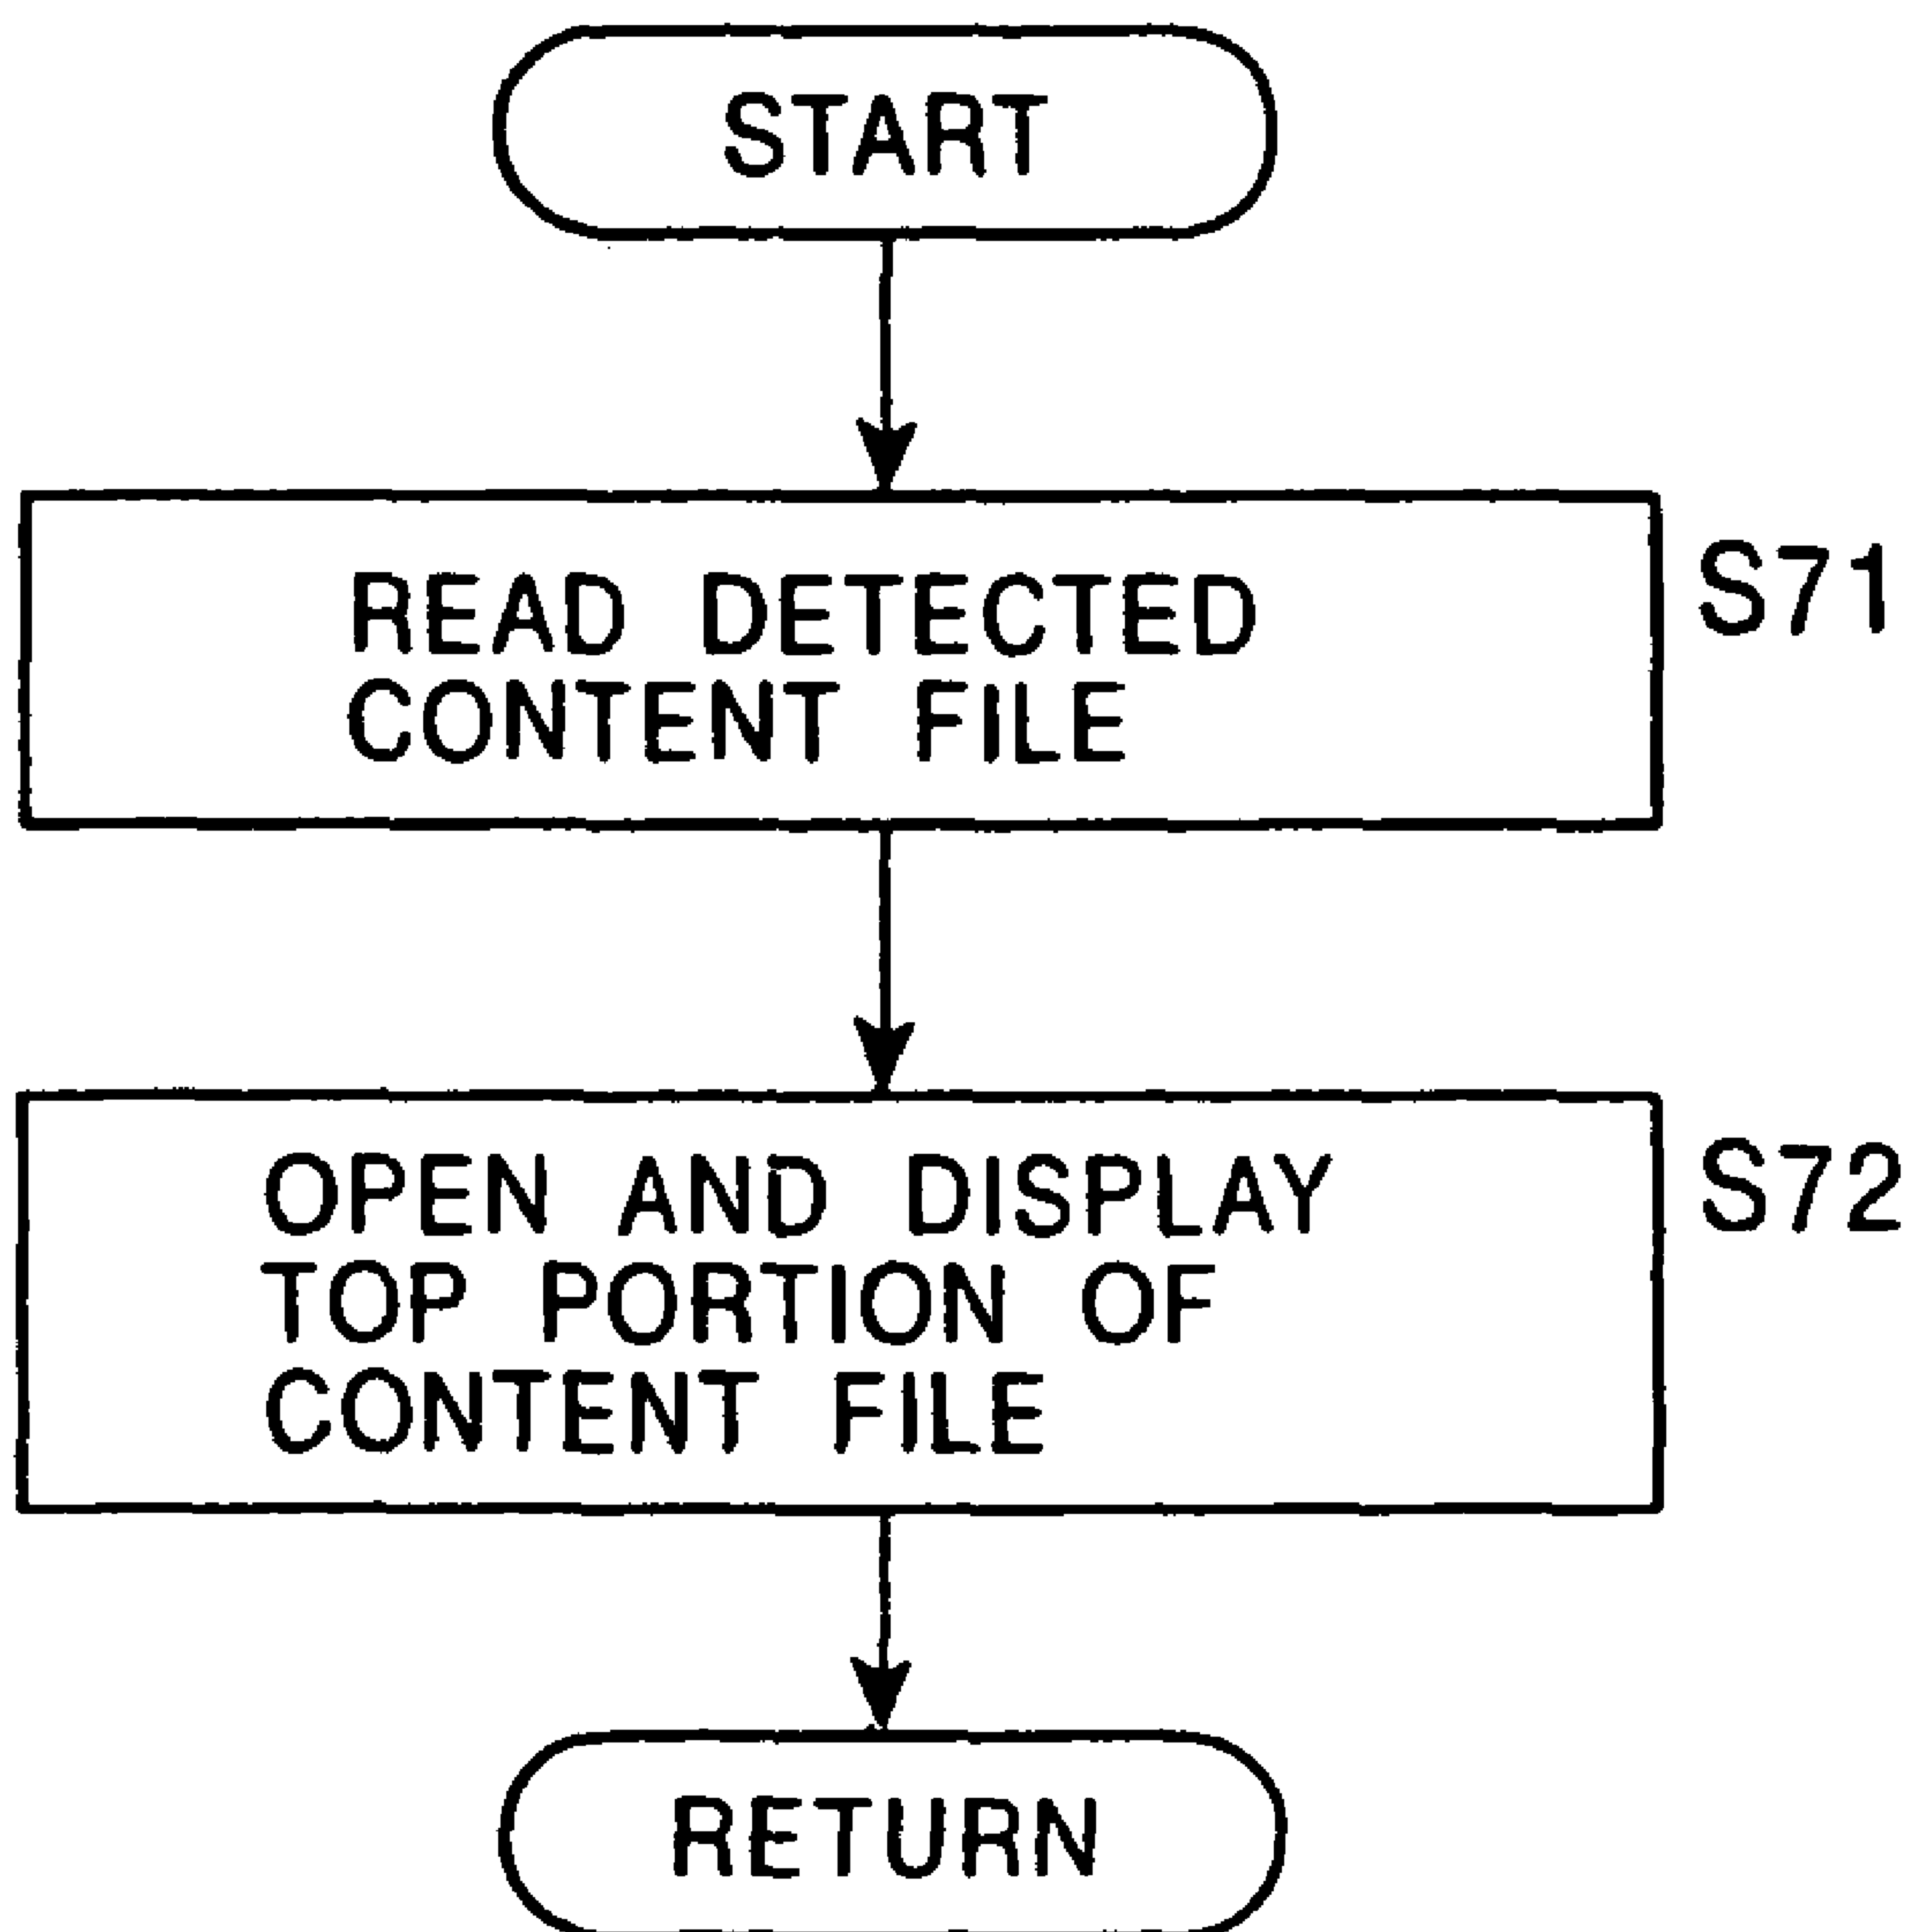 START
READ DETECTED
CONTENT FILE
S71
OPEN AND DISPLAY
TOP PORTION OF
CONTENT FILE
S72
RETURN